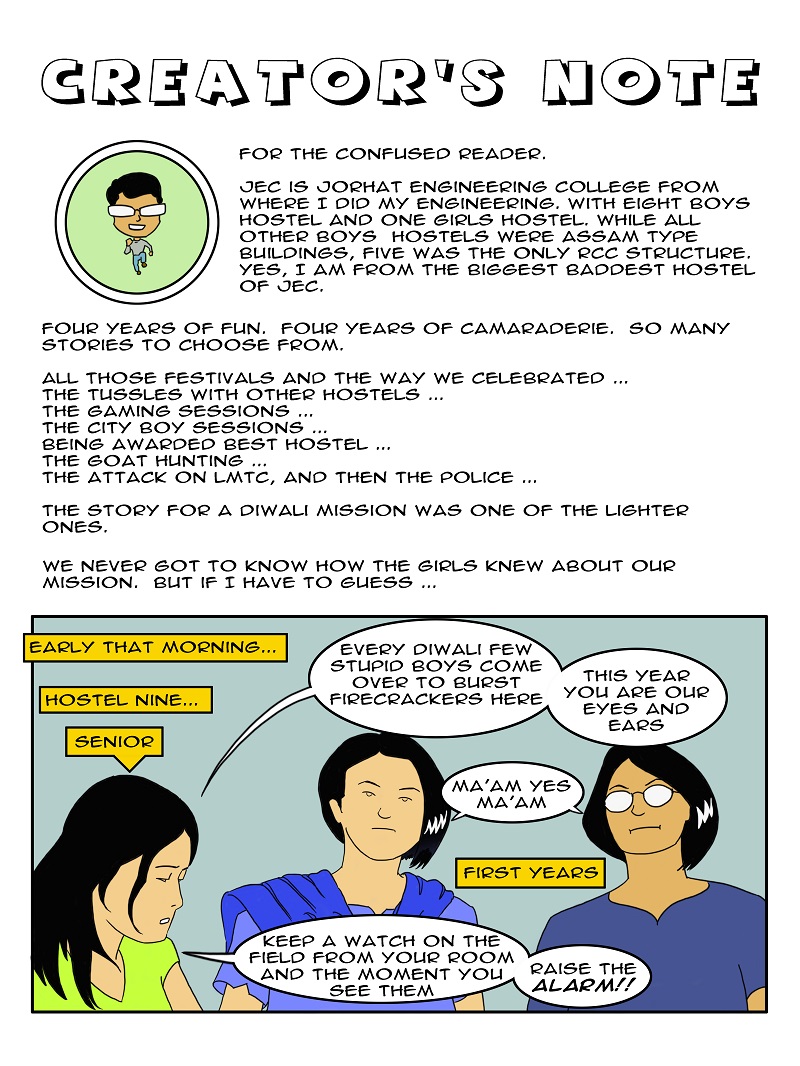 CREATOR'S NOTE
FOR THE CONFUSED READER.
JEC IS JORHAT ENGINEERING COLLEGE FROM
WHERE I DID MY ENGINEERING. WITH EIGHT BOYS
HOSTEL AND ONE GIRLS HOSTEL. WHILE ALL
OTHER BOYS HOSTELS WERE ASSAM TYPE
BUILDINGS, FIVE WAS THE ONLY RCC STRUCTURE.
YES, I AM FROM THE BIGGEST BADDEST HOSTEL
OF JEC.
FOUR YEARS OF FUN. FOUR YEARS OF CAMARADERIE. SO MANY
STORIES TO CHOOSE FROM.
ALL THOSE FESTIVALS AND THE WAY WE CELEBRATED ...
THE TUSSLES WITH OTHER HOSTELS ...
THE GAMING SESSIONS ...
THE CITY BOY SESSIONS ...
BEING AWARDED BEST HOSTEL ...
THE GOAT HUNTING ...
THE ATTACK ON LMTC, AND THEN THE POLICE ...
THE STORY FOR A DIWALI MISSION WAS ONE OF THE LIGHTER
ONES.
WE NEVER GOT TO KNOW HOW THE GIRLS KNEW ABOUT OUR
MISSION. BUT IF I HAVE TO GUESS ...
EARLY THAT MORNING...
HOSTEL NINE...
SENIOR
EVERY DIWALI FEW
STUPID BOYS COME
OVER TO BURST
FIRECRACKERS HERE
THIS YEAR
YOU ARE OUR
EYES AND
EARS
MA'AM YES
MA'AM
FIRST YEARS
KEEP A WATCH ON THE
FIELD FROM YOUR ROOM
AND THE MOMENT YOU
SEE THEM
RAISE THE
ALARM!!